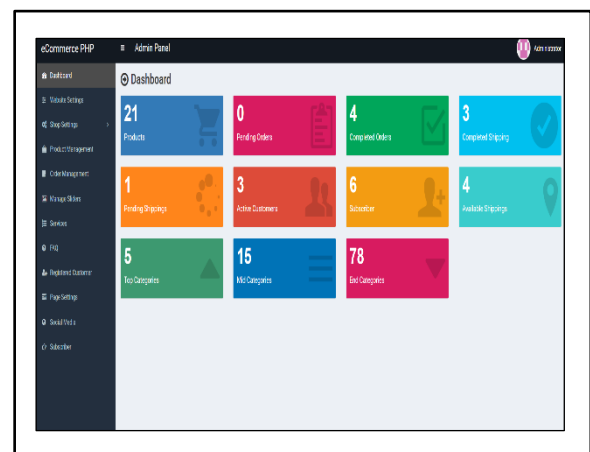 eCommerce PHP
≡ Admin Panel
Administrator
Dashboard
Website Settings
Shop Settings
Product Management
Order Management
Manage Sliders
Services
FAQ
Registered Customer
Page Settings
Social Media
Subscriber
Dashboard
21
Products
0
Pending Orders
4
Completed Orders
3
Completed Shipping
1
Pending Shippings
3
Active Customers
6
Subscriber
4
Available Shippings
5
Top Categories
15
Mid Categories
78
End Categories